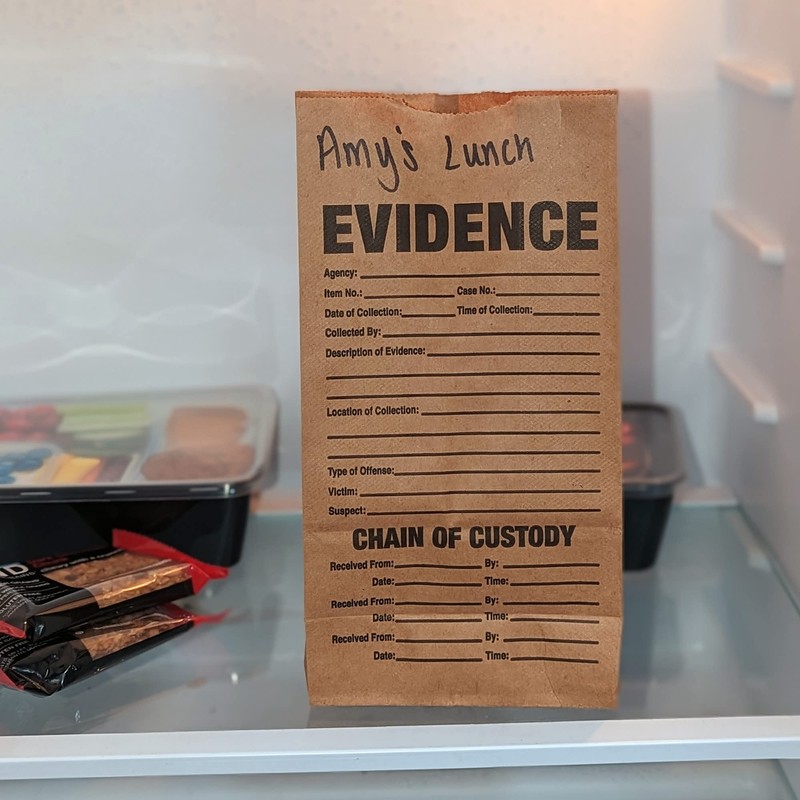 Amy's Lunch
EVIDENCE
Agency:
Item No.: Case No.:
Date of Collection: Time of Collection:
Collected By:
Description of Evidence:
Location of Collection:
Type of Offense:
Victim:
Suspect:
CHAIN OF CUSTODY
Received From: By:
Date: Time:
Received From: By:
Date: Time:
Received From: By:
Date: Time: